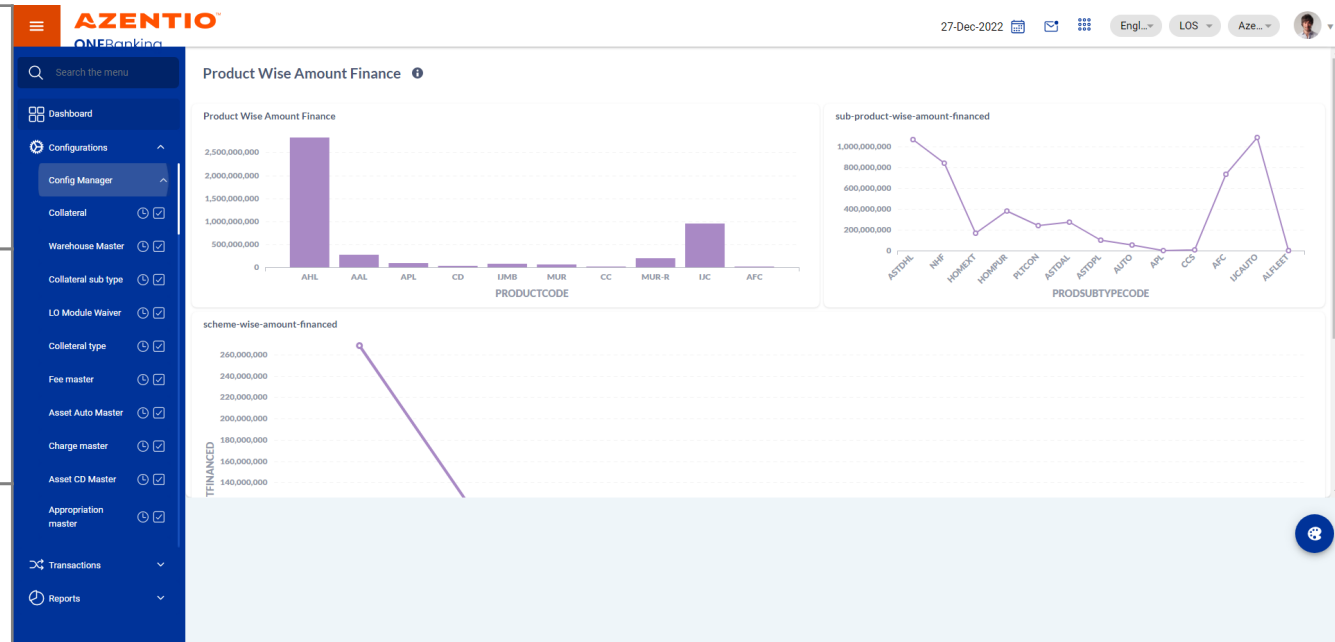 AZENTIO
ONEBanking
27-Dec-2022
Engl...
LOS
Aze...
Search the menu
Dashboard
Configurations
Config Manager
Collateral
Warehouse Master
Collateral sub type
LO Module Waiver
Colleteral type
Fee master
Asset Auto Master
Charge master
Asset CD Master
Appropriation
master
Transactions
Reports
Product Wise Amount Finance
Product Wise Amount Finance
2,500,000,000
2,000,000,000
1,500,000,000
1,000,000,000
500,000,000
0
AHL AAL APL CD IJMB MUR CC MUR-R IJC AFC
PRODUCTCODE
sub-product-wise-amount-financed
1,000,000,000
800,000,000
600,000,000
400,000,000
200,000,000
0
ASTDHL NHF HOMEXT HOMPUR PLTCON ASTDAL ASTDPL AUTO APL CCS AFC IJCAUTO ALFLEET
PRODSUBTYPECODE
scheme-wise-amount-financed
260,000,000
240,000,000
220,000,000
200,000,000
180,000,000
160,000,000
140,000,000
TFINANCED